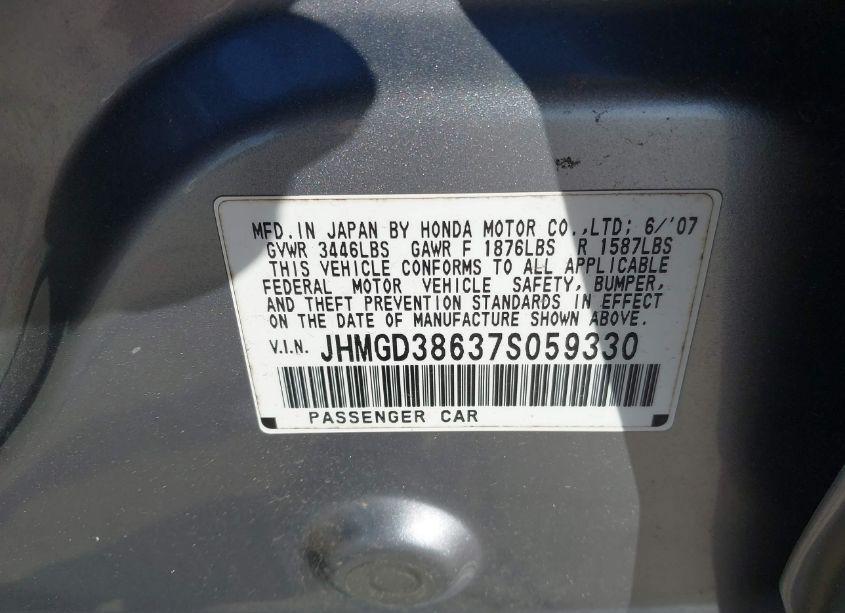 MFD. IN JAPAN BY HONDA MOTOR CO.,LTD; 6/'07
GVWR 3446LBS GAWR F 1876LBS R 1587LBS
THIS VEHICLE CONFORMS TO ALL APPLICABLE
FEDERAL MOTOR VEHICLE SAFETY, BUMPER,
AND THEFT PREVENTION STANDARDS IN EFFECT
ON THE DATE OF MANUFACTURE SHOWN ABOVE.
V.I.N. JHMGD38637S059330
PASSENGER CAR